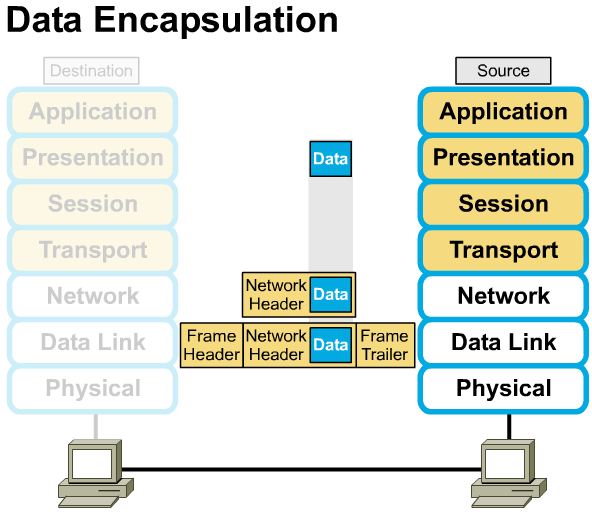 Data Encapsulation
Destination
Source
Application
Application
Presentation
Data
Presentation
Session
Session
Transport
Transport
Network
Network
Header
Data
Network
Data Link
Frame
Header
Network
Header
Data
Frame
Trailer
Data Link
Physical
Physical